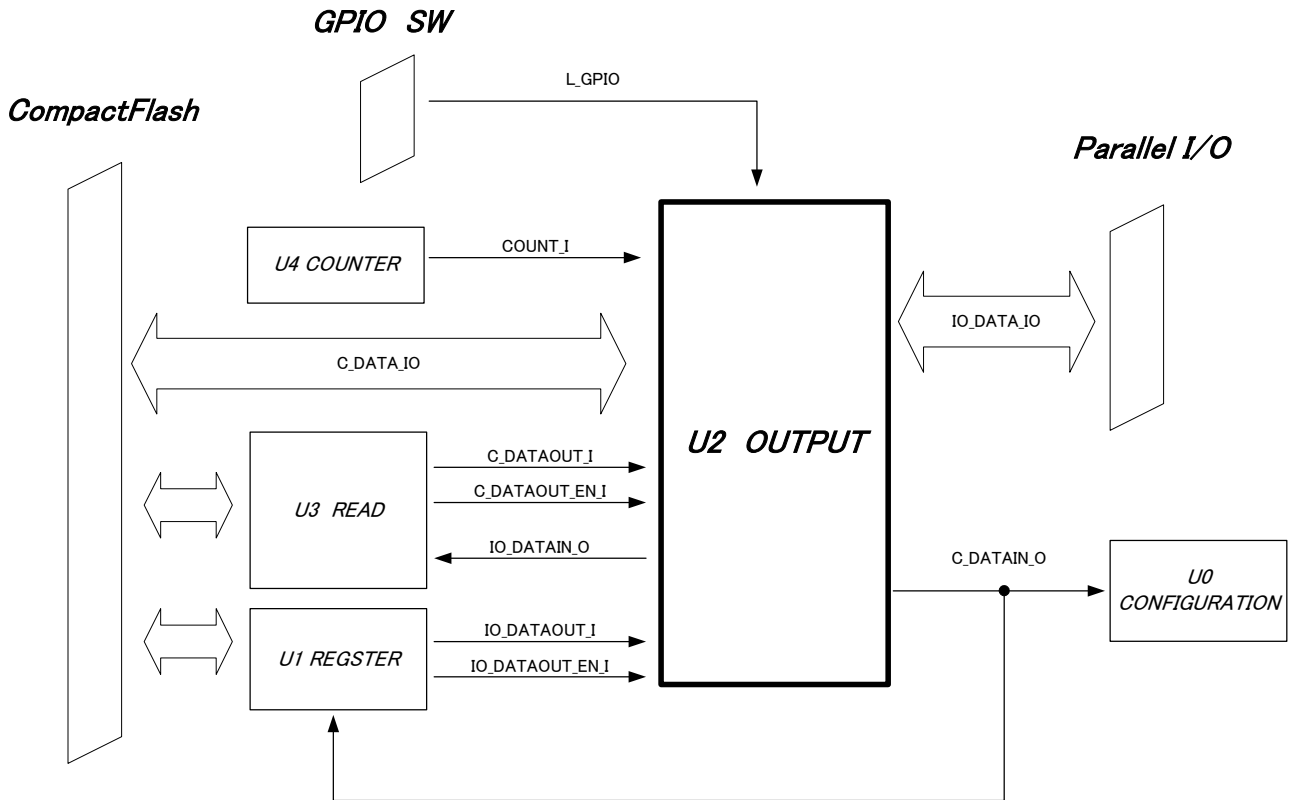 GPIO SW
L_GPIO
CompactFlash
Parallel I/O
U4 COUNTER
COUNT_I
IO_DATA_IO
C_DATA_IO
U2 OUTPUT
U3 READ
C_DATAOUT_I
C_DATAOUT_EN_I
IO_DATAIN_O
C_DATAIN_O
U0
CONFIGURATION
U1 REGSTER
IO_DATAOUT_I
IO_DATAOUT_EN_I